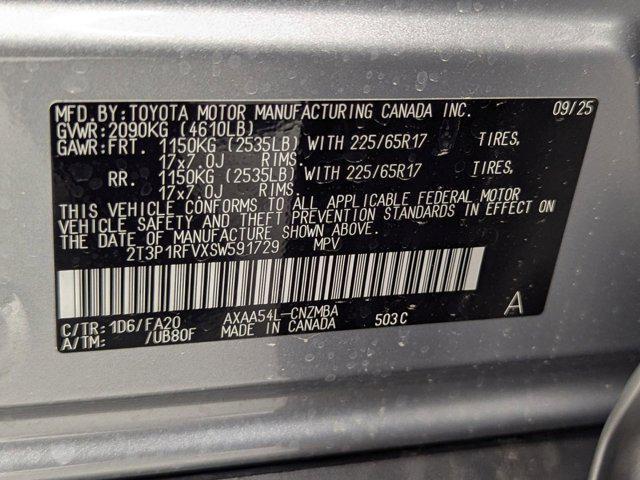 MFD.BY:TOYOTA MOTOR MANUFACTURING CANADA INC. 09/25
GVWR:2090KG (4610LB)
GAWR:FRT. 1150KG (2535LB) WITH 225/65R17 TIRES,
17x7.0J RIMS.
RR. 1150KG (2535LB) WITH 225/65R17 TIRES,
17x7.0J RIMS.
THIS VEHICLE CONFORMS TO ALL APPLICABLE FEDERAL MOTOR
VEHICLE SAFETY AND THEFT PREVENTION STANDARDS IN EFFECT ON
THE DATE OF MANUFACTURE SHOWN ABOVE.
2T3P1RFVXSW591729 MPV
C/TR:1D6/FA20 AXAA54L-CNZMBA A
A/TM: /UB80F MADE IN CANADA 503C